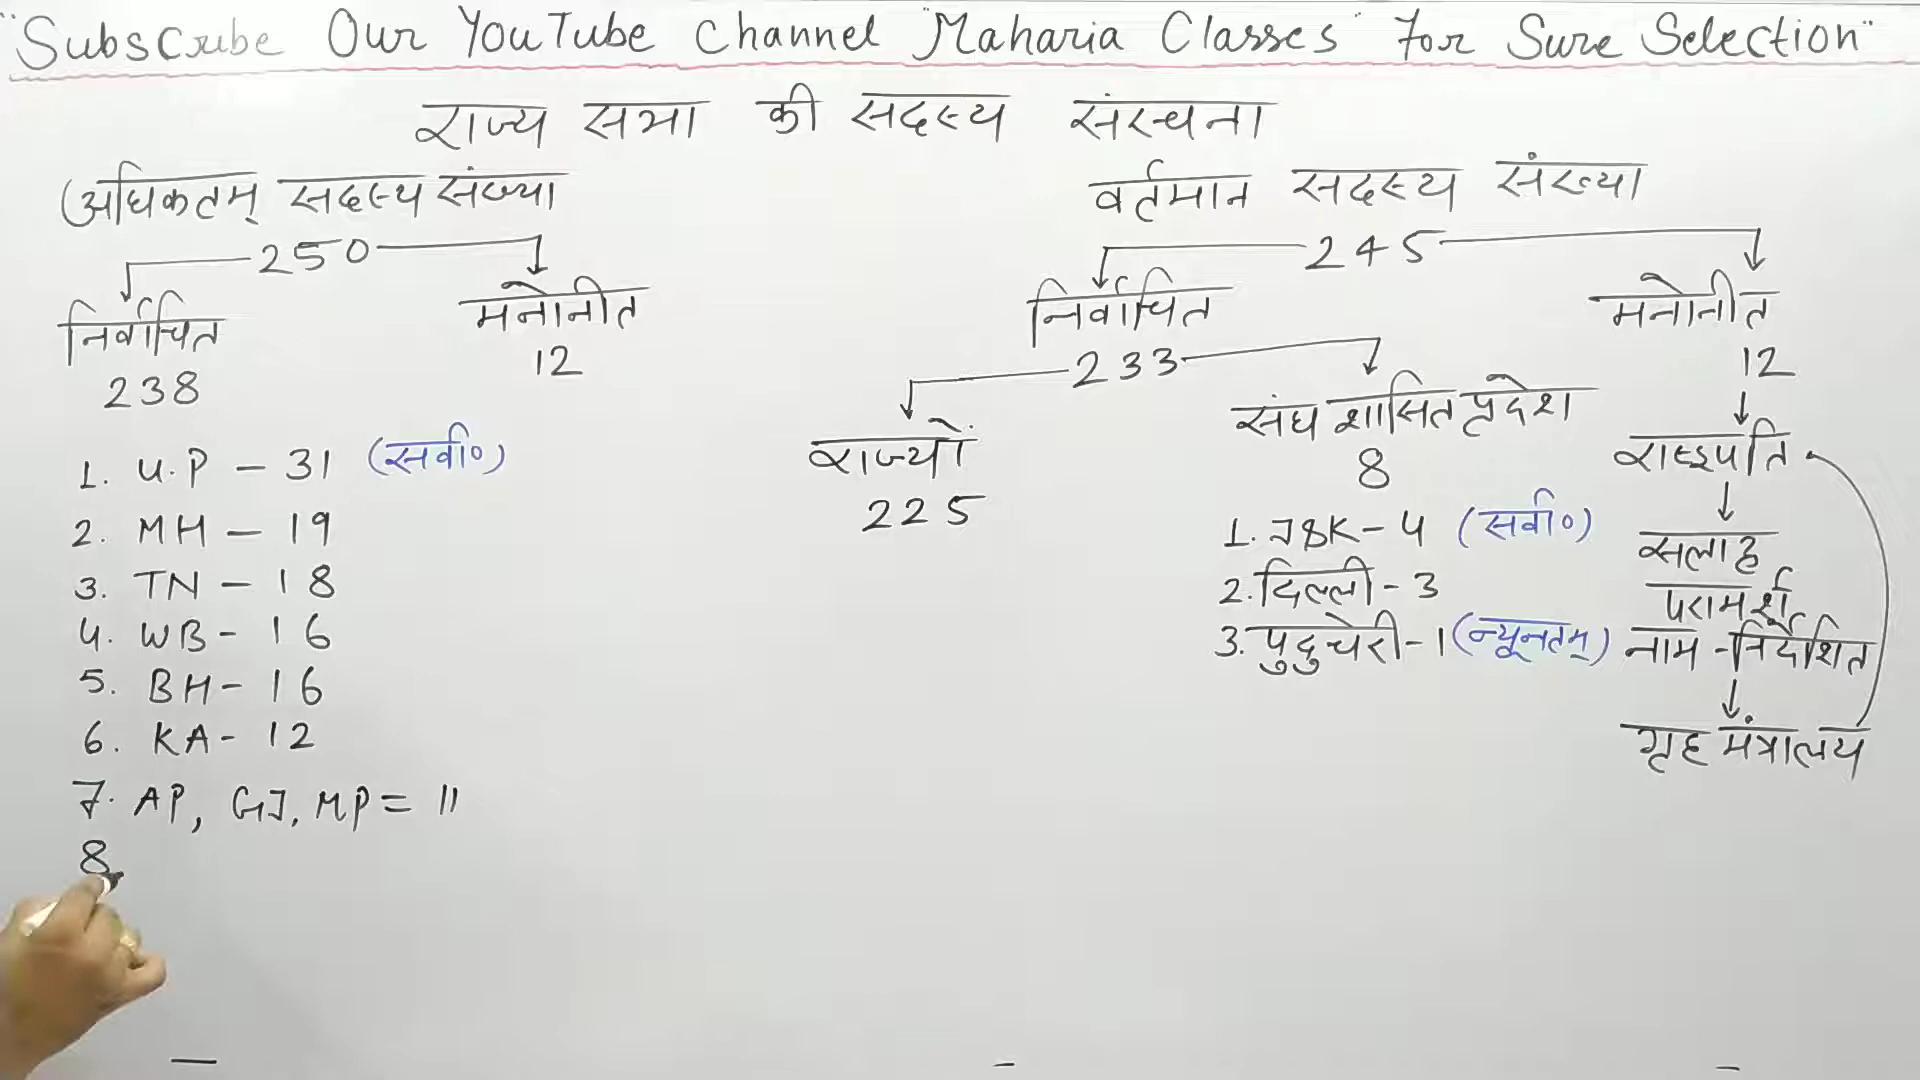 "Subscribe Our YouTube Channel "Maharia Classes" For Sure Selection"
राज्य सभा की सदस्य संरचना
अधिकतम् सदस्य संख्या
250
निर्वाचित
238
मनोनीत
12
1. U.P - 31 (सर्वा०)
2. MH - 19
3. TN - 18
4. WB - 16
5. BH - 16
6. KA - 12
7. AP, GJ, MP = 11
8
वर्तमान सदस्य संख्या
245
निर्वाचित
233
राज्यों
225
संघ शासित प्रदेश
8
1. J&K - 4 (सर्वा०)
2. दिल्ली - 3
3. पुदुचेरी - 1 (न्यूनतम्)
मनोनीत
12
राष्ट्रपति
सलाह
परामर्श
नाम - निर्देशित
गृह मंत्रालय